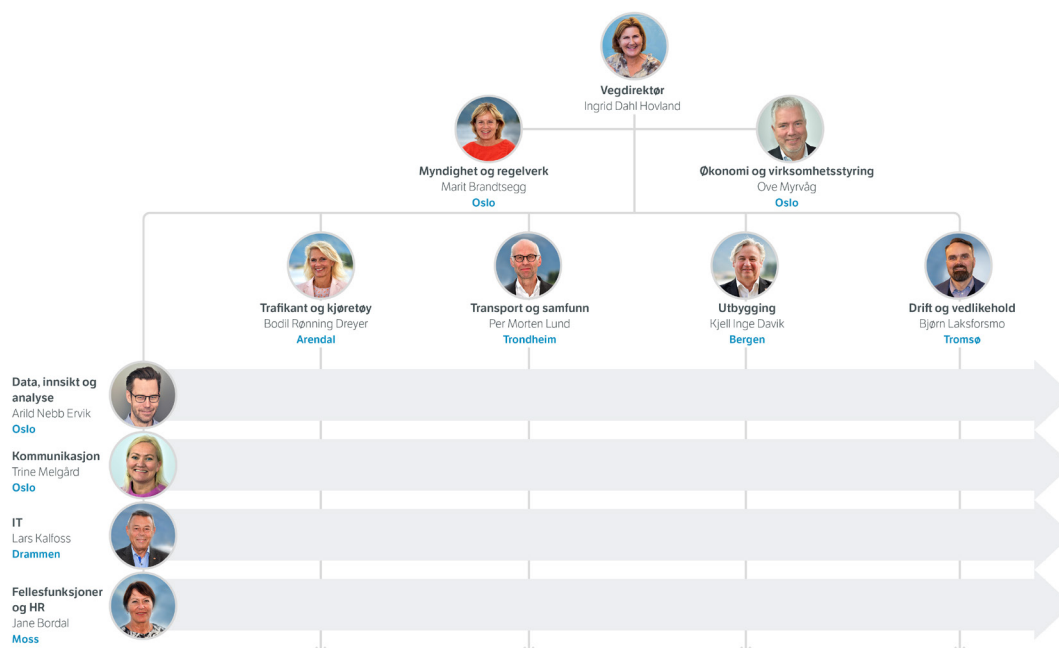 Vegdirektør
Ingrid Dahl Hovland
Myndighet og regelverk
Marit Brandtsegg
Oslo
Økonomi og virksomhetsstyring
Ove Myrvåg
Oslo
Trafikant og kjøretøy
Bodil Rønning Dreyer
Arendal
Transport og samfunn
Per Morten Lund
Trondheim
Utbygging
Kjell Inge Davik
Bergen
Drift og vedlikehold
Bjørn Laksforsmo
Tromsø
Data, innsikt og
analyse
Arild Nebb Ervik
Oslo
Kommunikasjon
Trine Melgård
Oslo
IT
Lars Kalfoss
Drammen
Fellesfunksjoner
og HR
Jane Bordal
Moss